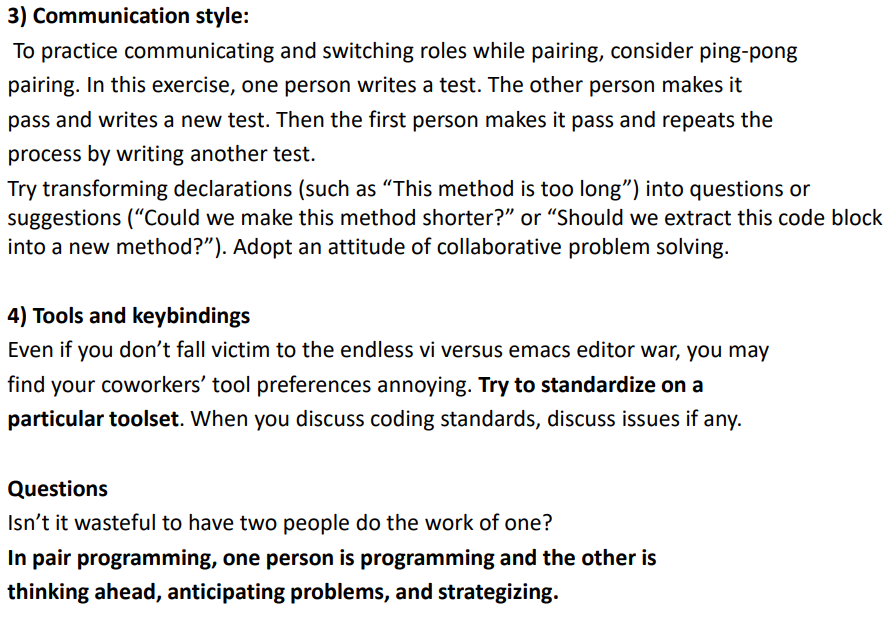 3) Communication style:
To practice communicating and switching roles while pairing, consider ping-pong
pairing. In this exercise, one person writes a test. The other person makes it
pass and writes a new test. Then the first person makes it pass and repeats the
process by writing another test.
Try transforming declarations (such as “This method is too long”) into questions or
suggestions (“Could we make this method shorter?” or “Should we extract this code block
into a new method?”). Adopt an attitude of collaborative problem solving.
4) Tools and keybindings
Even if you don’t fall victim to the endless vi versus emacs editor war, you may
find your coworkers’ tool preferences annoying. Try to standardize on a
particular toolset. When you discuss coding standards, discuss issues if any.
Questions
Isn’t it wasteful to have two people do the work of one?
In pair programming, one person is programming and the other is
thinking ahead, anticipating problems, and strategizing.